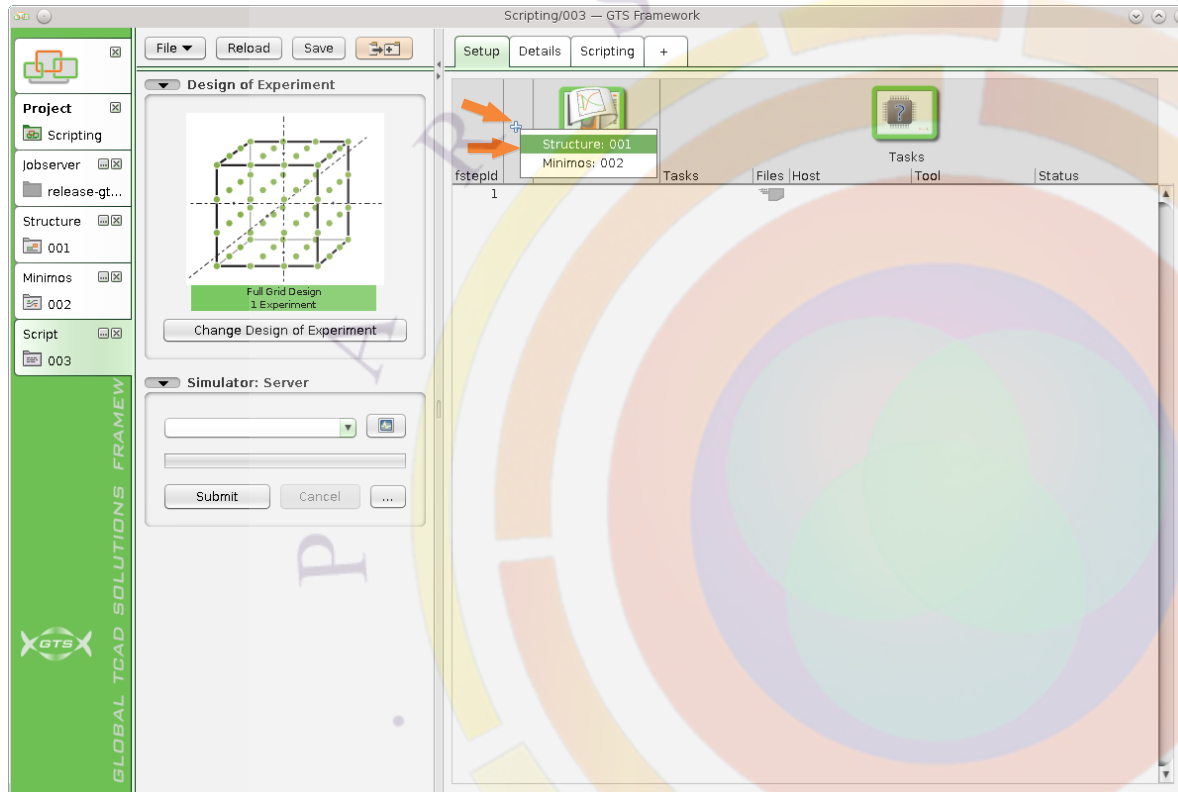 Scripting/003 — GTS Framework
File
Reload
Save
Setup
Details
Scripting
+
Project
Scripting
Jobserver
release-gt...
Structure
001
Minimos
002
Script
003
GLOBAL TCAD SOLUTIONS FRAMEW
GTS
Design of Experiment
Full Grid Design
1 Experiment
Change Design of Experiment
Simulator: Server
Submit
Cancel
...
Structure: 001
Minimos: 002
?
Tasks
fstepId
Tasks
Files
Host
Tool
Status
1
P A R S